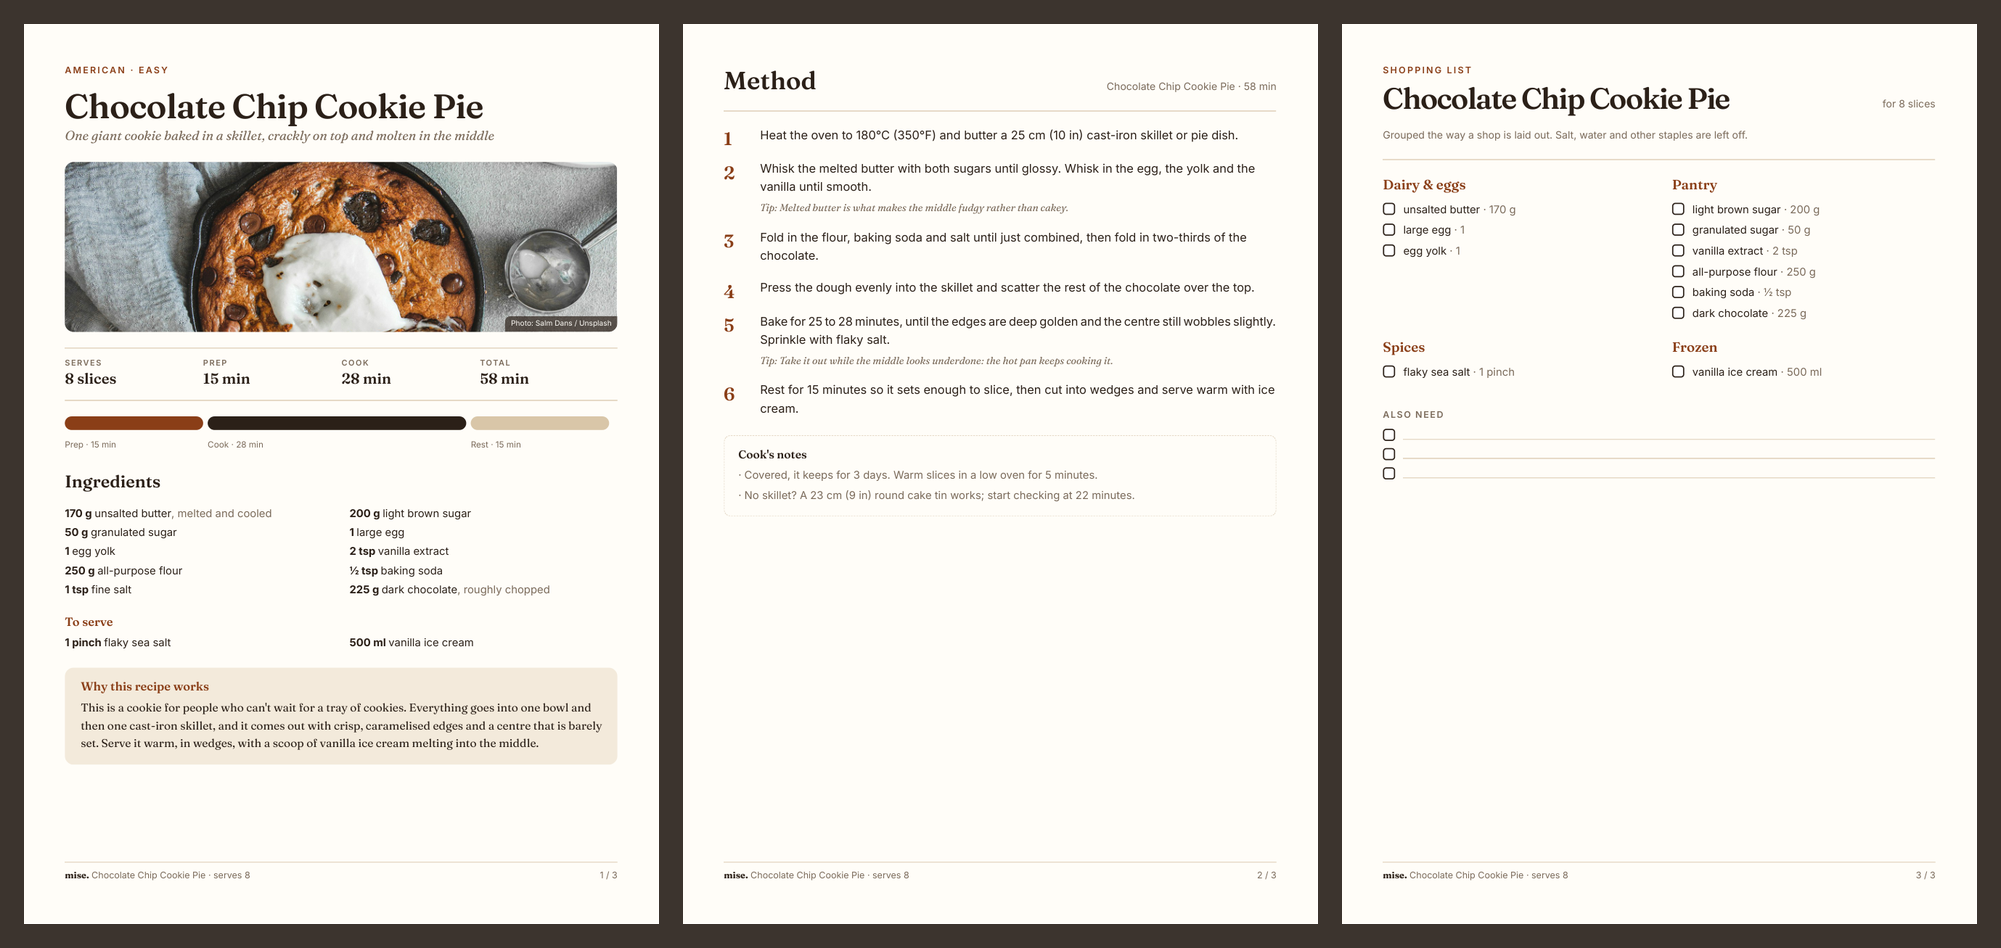 AMERICAN · EASY
Chocolate Chip Cookie Pie
One giant cookie baked in a skillet, crackly on top and molten in the middle
Photo: Salm Dans / Unsplash
SERVES
8 slices
PREP
15 min
COOK
28 min
TOTAL
58 min
Prep · 15 min
Cook · 28 min
Rest · 15 min
Ingredients
170 g unsalted butter, melted and cooled
200 g light brown sugar
50 g granulated sugar
1 large egg
1 egg yolk
2 tsp vanilla extract
250 g all-purpose flour
½ tsp baking soda
1 tsp fine salt
225 g dark chocolate, roughly chopped
To serve
1 pinch flaky sea salt
500 ml vanilla ice cream
Why this recipe works
This is a cookie for people who can't wait for a tray of cookies. Everything goes into one bowl and
then one cast-iron skillet, and it comes out with crisp, caramelised edges and a centre that is barely
set. Serve it warm, in wedges, with a scoop of vanilla ice cream melting into the middle.
mise. Chocolate Chip Cookie Pie · serves 8
1 / 3
Method
Chocolate Chip Cookie Pie · 58 min
1 Heat the oven to 180°C (350°F) and butter a 25 cm (10 in) cast-iron skillet or pie dish.
2 Whisk the melted butter with both sugars until glossy. Whisk in the egg, the yolk and the
vanilla until smooth.
Tip: Melted butter is what makes the middle fudgy rather than cakey.
3 Fold in the flour, baking soda and salt until just combined, then fold in two-thirds of the
chocolate.
4 Press the dough evenly into the skillet and scatter the rest of the chocolate over the top.
5 Bake for 25 to 28 minutes, until the edges are deep golden and the centre still wobbles slightly.
Sprinkle with flaky salt.
Tip: Take it out while the middle looks underdone: the hot pan keeps cooking it.
6 Rest for 15 minutes so it sets enough to slice, then cut into wedges and serve warm with ice
cream.
Cook's notes
· Covered, it keeps for 3 days. Warm slices in a low oven for 5 minutes.
· No skillet? A 23 cm (9 in) round cake tin works; start checking at 22 minutes.
mise. Chocolate Chip Cookie Pie · serves 8
2 / 3
SHOPPING LIST
Chocolate Chip Cookie Pie
for 8 slices
Grouped the way a shop is laid out. Salt, water and other staples are left off.
Dairy & eggs
unsalted butter · 170 g
large egg · 1
egg yolk · 1
Pantry
light brown sugar · 200 g
granulated sugar · 50 g
vanilla extract · 2 tsp
all-purpose flour · 250 g
baking soda · ½ tsp
dark chocolate · 225 g
Spices
flaky sea salt · 1 pinch
Frozen
vanilla ice cream · 500 ml
ALSO NEED
mise. Chocolate Chip Cookie Pie · serves 8
3 / 3